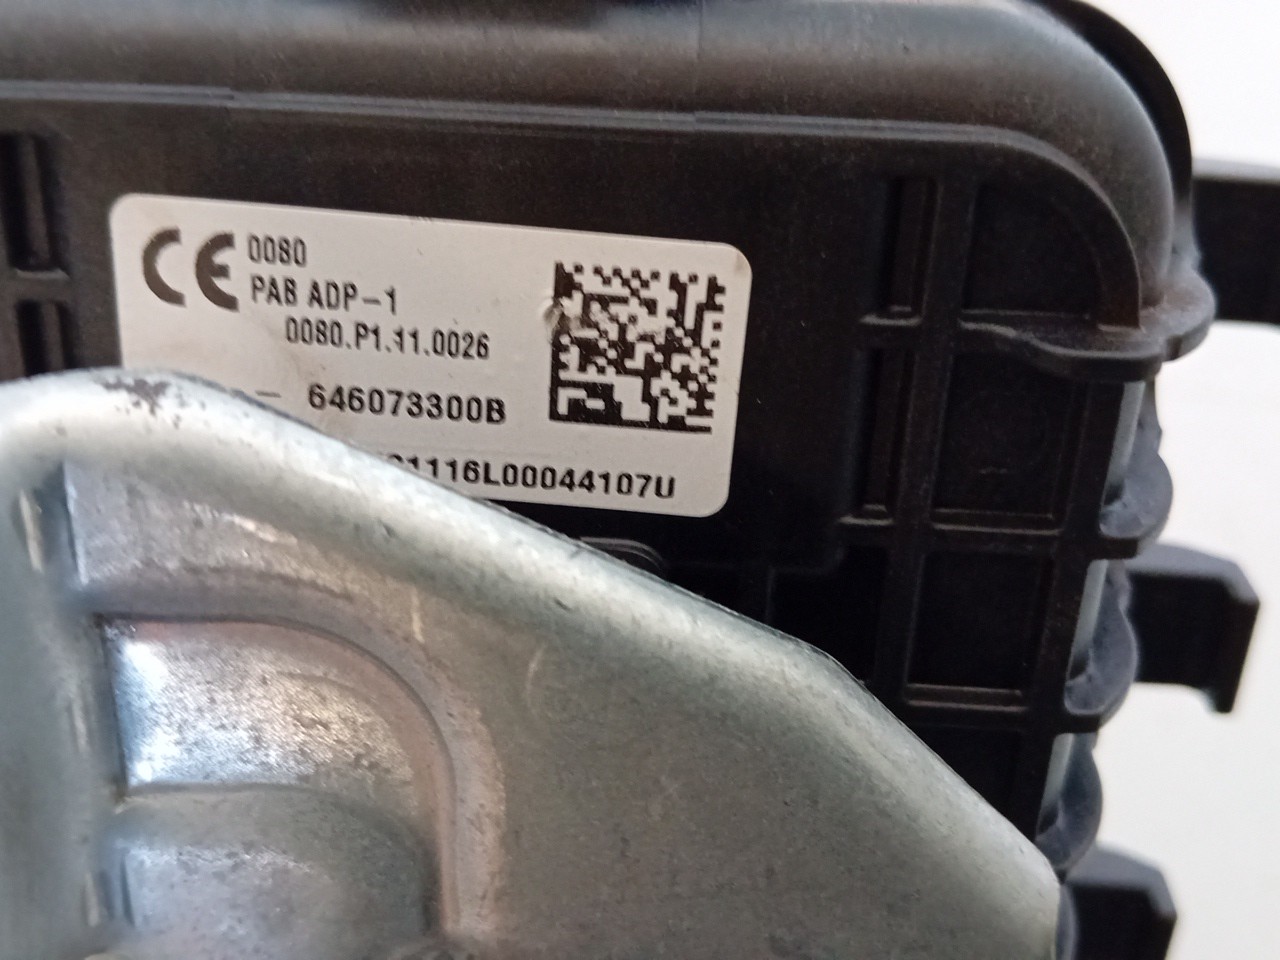 CE 0080
PAB ADP-1
0080.P1.11.0026
- 646073300B
1116L00044107U